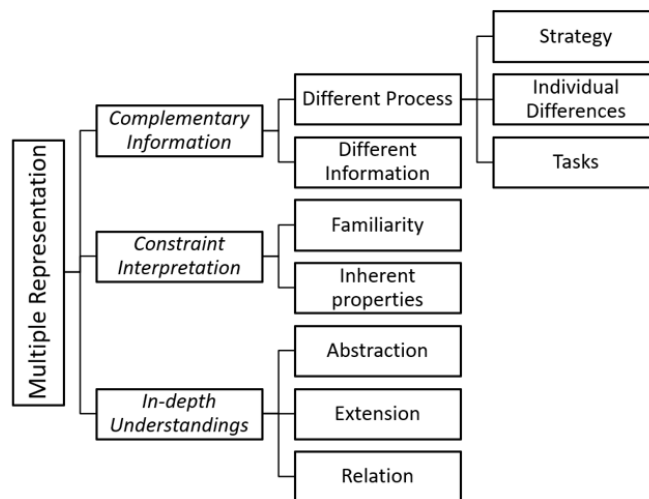 Multiple Representation
Complementary
Information
Different Process
Strategy
Individual
Differences
Tasks
Different
Information
Constraint
Interpretation
Familiarity
Inherent
properties
In-depth
Understandings
Abstraction
Extension
Relation